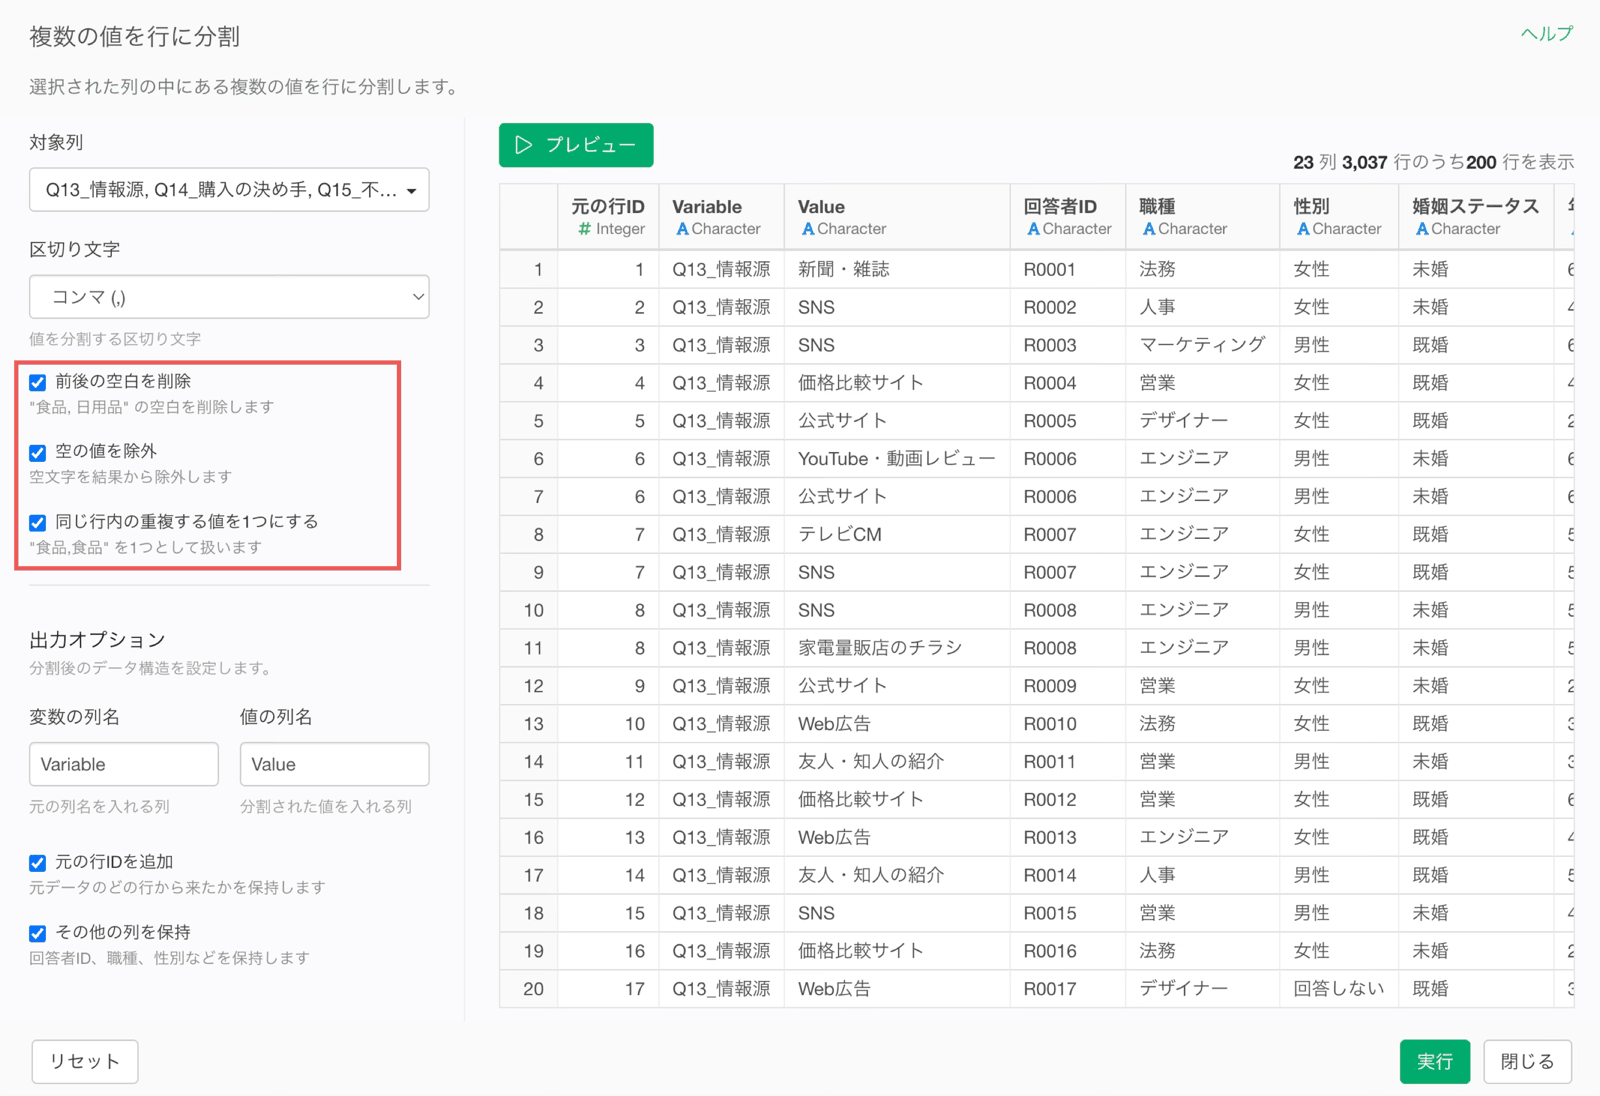 複数の値を行に分割
ヘルプ
選択された列の中にある複数の値を行に分割します。
対象列
Q13_情報源, Q14_購入の決め手, Q15_不...
区切り文字
コンマ (,)
値を分割する区切り文字
前後の空白を削除
"食品, 日用品" の空白を削除します
空の値を除外
空文字を結果から除外します
同じ行内の重複する値を1つにする
"食品,食品" を1つとして扱います
出力オプション
分割後のデータ構造を設定します。
変数の列名 値の列名
Variable Value
元の列名を入れる列 分割された値を入れる列
元の行IDを追加
元データのどの行から来たかを保持します
その他の列を保持
回答者ID、職種、性別などを保持します
プレビュー
23 列 3,037 行のうち200 行を表示
元の行ID Variable Value 回答者ID 職種 性別 婚姻ステータス
# Integer A Character A Character A Character A Character A Character A Character
1 1 Q13_情報源 新聞・雑誌 R0001 法務 女性 未婚
2 2 Q13_情報源 SNS R0002 人事 女性 未婚
3 3 Q13_情報源 SNS R0003 マーケティング 男性 既婚
4 4 Q13_情報源 価格比較サイト R0004 営業 女性 既婚
5 5 Q13_情報源 公式サイト R0005 デザイナー 女性 既婚
6 6 Q13_情報源 YouTube・動画レビュー R0006 エンジニア 男性 未婚
7 6 Q13_情報源 公式サイト R0006 エンジニア 男性 未婚
8 7 Q13_情報源 テレビCM R0007 エンジニア 女性 既婚
9 7 Q13_情報源 SNS R0007 エンジニア 女性 既婚
10 8 Q13_情報源 SNS R0008 エンジニア 男性 未婚
11 8 Q13_情報源 家電量販店のチラシ R0008 エンジニア 男性 未婚
12 9 Q13_情報源 公式サイト R0009 営業 女性 未婚
13 10 Q13_情報源 Web広告 R0010 法務 女性 既婚
14 11 Q13_情報源 友人・知人の紹介 R0011 営業 男性 未婚
15 12 Q13_情報源 価格比較サイト R0012 営業 女性 既婚
16 13 Q13_情報源 Web広告 R0013 エンジニア 女性 既婚
17 14 Q13_情報源 友人・知人の紹介 R0014 人事 男性 既婚
18 15 Q13_情報源 SNS R0015 営業 男性 未婚
19 16 Q13_情報源 価格比較サイト R0016 法務 女性 未婚
20 17 Q13_情報源 Web広告 R0017 デザイナー 回答しない 既婚
リセット
実行
閉じる